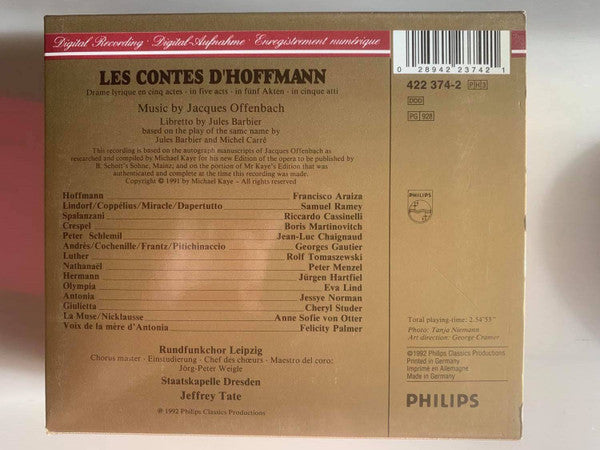 Digital Recording · Digital-Aufnahme · Enregistrement numérique
LES CONTES D'HOFFMANN
Drame lyrique en cinq actes - in five acts - in fünf Akten - in cinque atti
Music by Jacques Offenbach
Libretto by Jules Barbier
based on the play of the same name by
Jules Barbier and Michel Carré
This recording is based on the autograph manuscripts of Jacques Offenbach as
researched and compiled by Michael Kaye for his new Edition of the opera to be published by
B. Schott's Söhne, Mainz; and on the portion of Mr Kaye's Edition that was
authenticated and complete at the time this recording was made.
Copyright © 1991 by Michael Kaye – All rights reserved
Hoffmann Francisco Araiza
Lindorf/Coppélius/Miracle/Dapertutto Samuel Ramey
Spalanzani Riccardo Cassinelli
Crespel Boris Martinovitch
Peter Schlemil Jean-Luc Chaignaud
Andrès/Cochenille/Frantz/Pitichinaccio Georges Gautier
Luther Rolf Tomaszewski
Nathanaël Peter Menzel
Hermann Jürgen Hartfiel
Olympia Eva Lind
Antonia Jessye Norman
Giulietta Cheryl Studer
La Muse/Nicklausse Anne Sofie von Otter
Voix de la mère d'Antonia Felicity Palmer
Rundfunkchor Leipzig
Chorus master · Einstudierung · Chef des chœurs · Maestro del coro:
Jörg-Peter Weigle
Staatskapelle Dresden
Jeffrey Tate
℗ 1992 Philips Classics Productions
0 28942 23742 1
422 374-2 PH3
DDD
PG 928
PHILIPS
Total playing-time: 2.54'53"
Photo: Tanja Niemann
Art direction: George Cramer
©1992 Philips Classics Productions
Printed in Germany
Imprimé en Allemagne
Made in Germany
PHILIPS